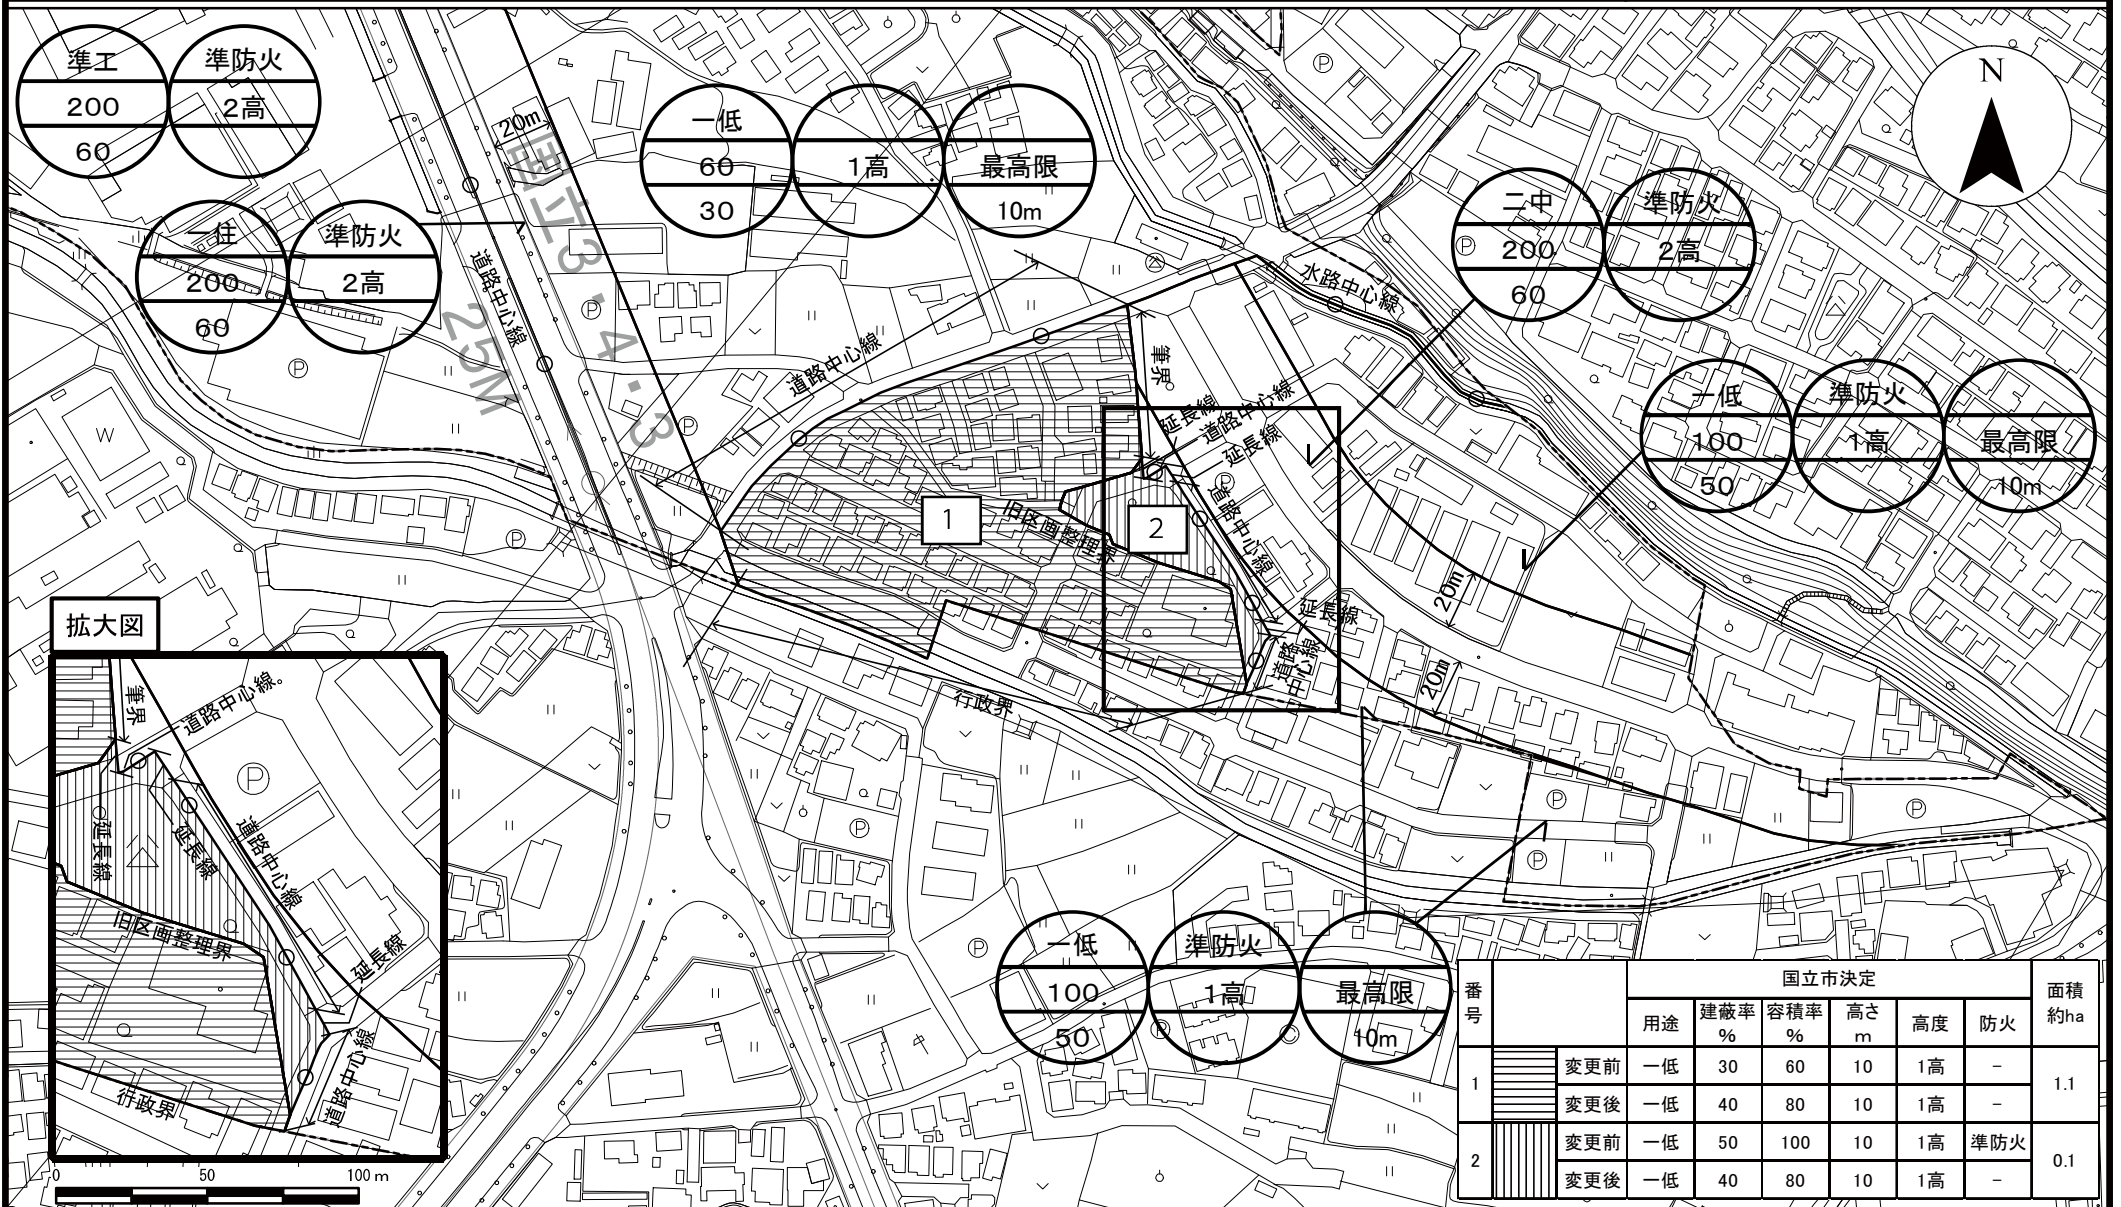 準工
200
60
準防火
2高
一住
200
60
準防火
2高
一低
60
30
1高
最高限
10m
N
二中
200
60
準防火
2高
一低
100
50
準防火
1高
最高限
10m
20m
国立3・4・3
25M
道路中心線
道路中心線
水路中心線
筆界
延長線
道路中心線
延長線
道路中心線
旧区画整理界
1
2
延長線
道路
中心線
行政界
20m
20m
P
P
P
P
P
P
P
P
P
P
P
P
W
拡大図
筆界
道路中心線
P
延長線
延長線
道路中心線
旧区画整理界
延長線
道路中心線
行政界
0 50 100 m
一低
100
50
準防火
1高
最高限
10m
番号 国立市決定 面積約ha
用途 建蔽率% 容積率% 高さm 高度 防火
1 変更前 一低 30 60 10 1高 - 1.1
変更後 一低 40 80 10 1高 -
2 変更前 一低 50 100 10 1高 準防火 0.1
変更後 一低 40 80 10 1高 -